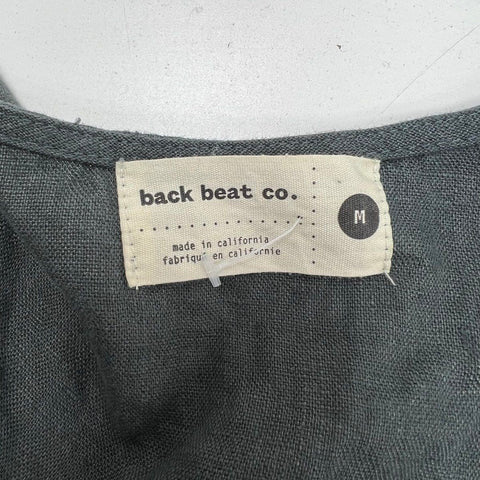 back beat co.
M
made in california
fabriqué en californie